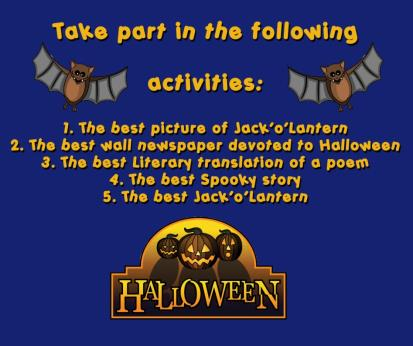 Take part in the following
activities:
1. The best picture of Jack'o'Lantern
2. The best wall newspaper devoted to Halloween
3. The best Literary translation of a poem
4. The best Spooky story
5. The best Jack'o'Lantern
HALLOWEEN